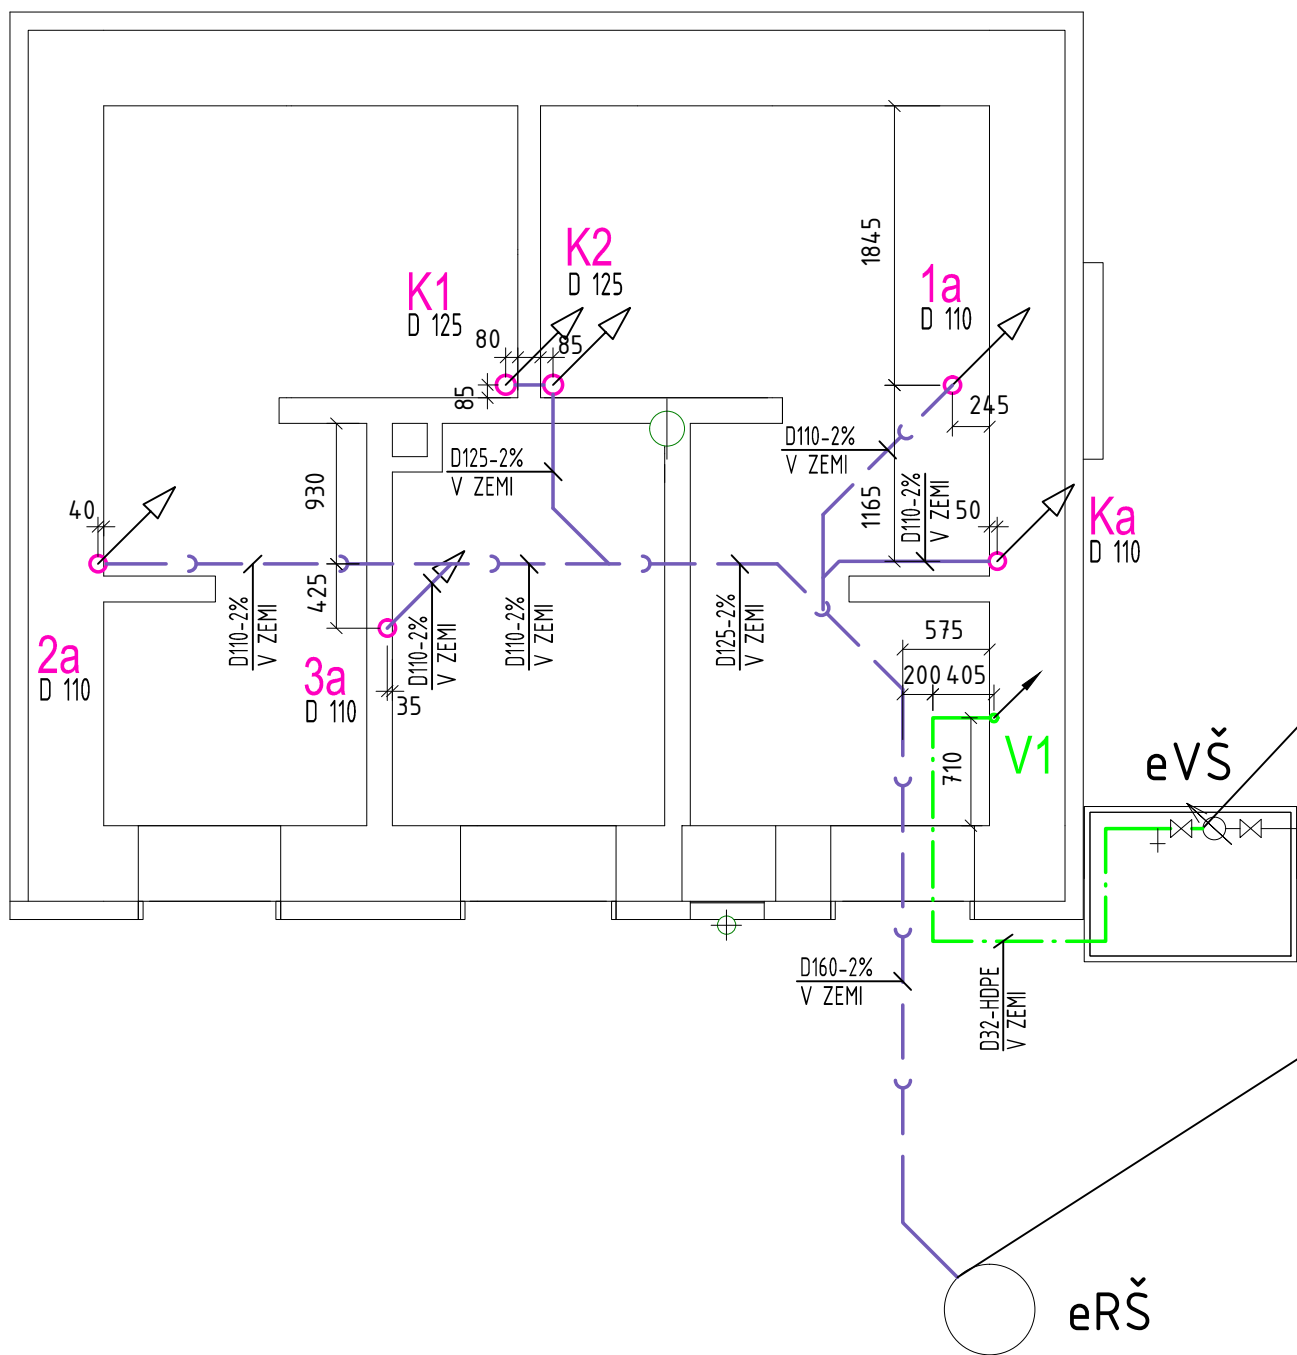 K2
D 125
K1
D 125
80
85
85
1845
1a
D 110
245
D110-2%
V ZEMI
1165
D110-2%
V ZEMI
50
Ka
D 110
D125-2%
V ZEMI
930
40
425
D110-2%
V ZEMI
D110-2%
V ZEMI
D110-2%
V ZEMI
D125-2%
V ZEMI
2a
D 110
3a
D 110
35
575
200
405
710
V1
eVŠ
D160-2%
V ZEMI
D32-HDPE
V ZEMI
eRŠ